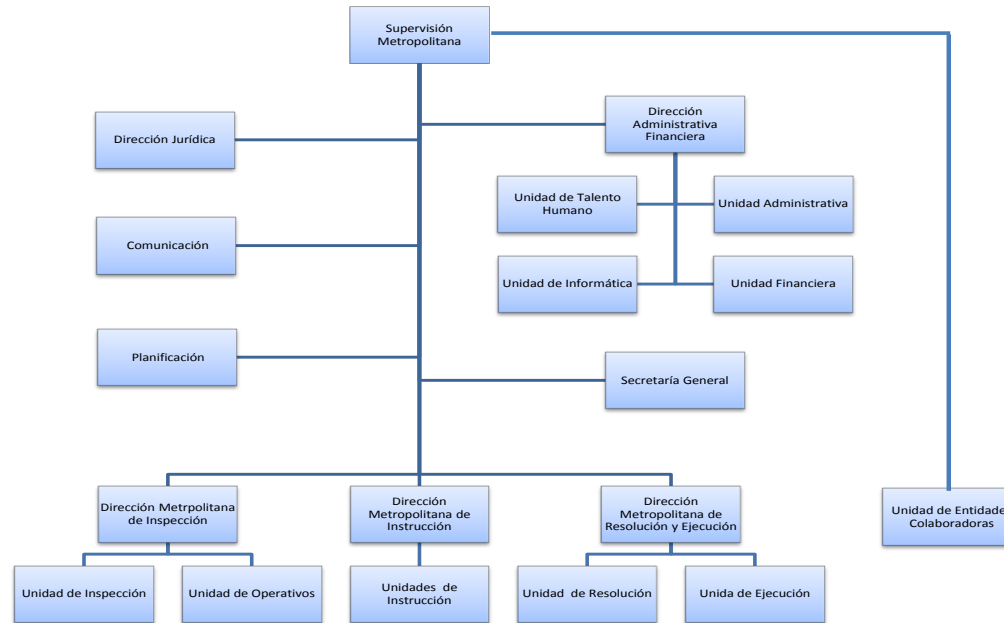 Supervisión
Metropolitana
Dirección
Administrativa
Financiera
Dirección Jurídica
Unidad de Talento
Humano
Unidad Administrativa
Comunicación
Unidad de Informática
Unidad Financiera
Planificación
Secretaría General
Dirección Metrpolitana
de Inspección
Dirección
Metropolitana de
Instrucción
Dirección
Metropolitana de
Resolución y Ejecución
Unidad de Entidade
Colaboradoras
Unidad de Inspección
Unidad de Operativos
Unidades de
Instrucción
Unidad de Resolución
Unida de Ejecución